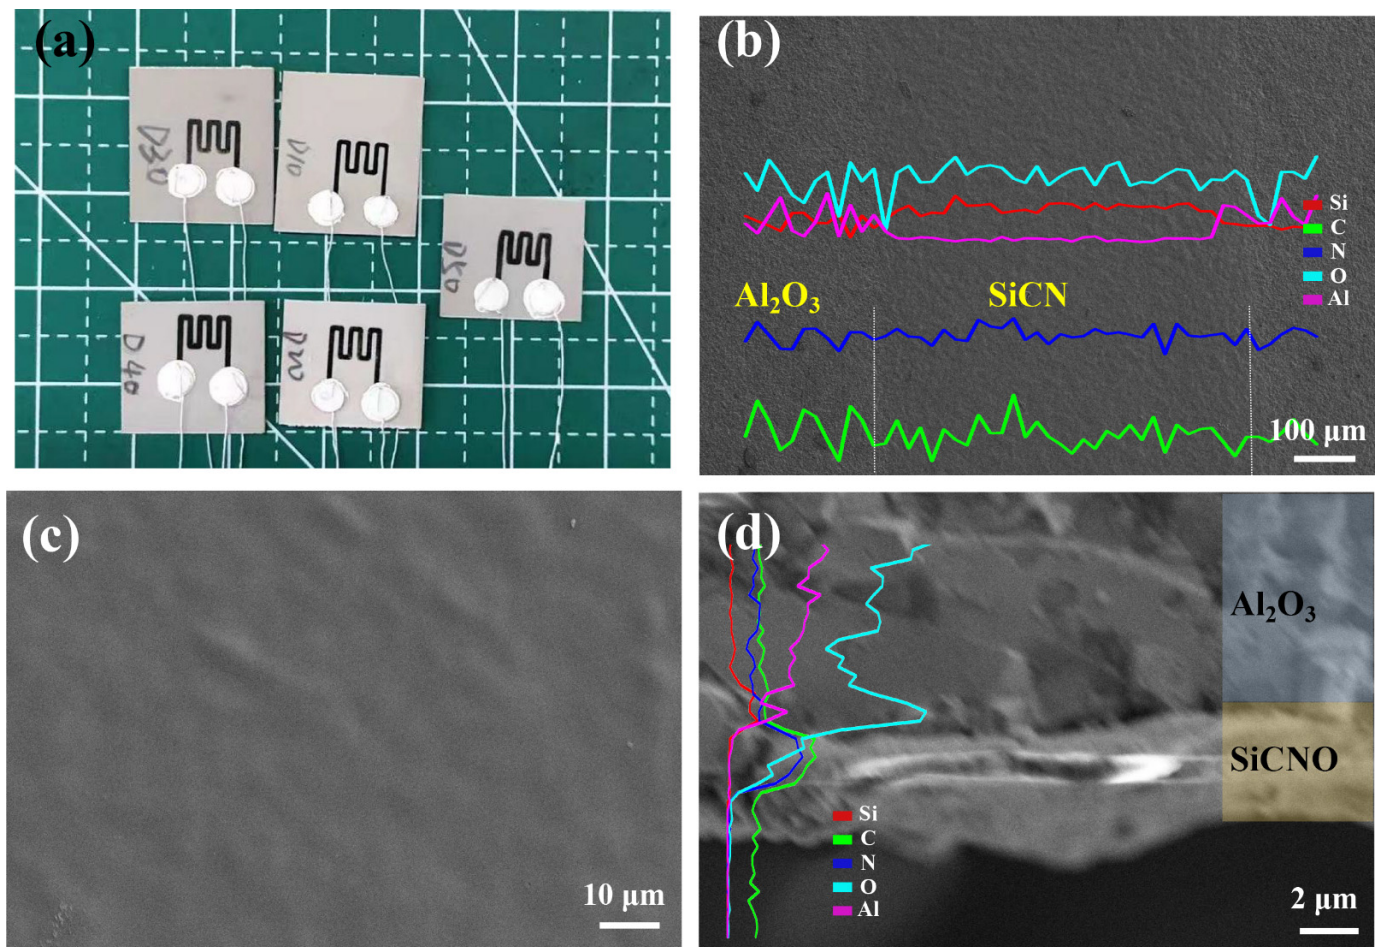 (a)
D30
D10
D50
D40
D20
(b)
Si
C
N
O
Al
Al₂O₃
SiCN
100 μm
(c)
10 μm
(d)
Al₂O₃
SiCNO
Si
C
N
O
Al
2 μm